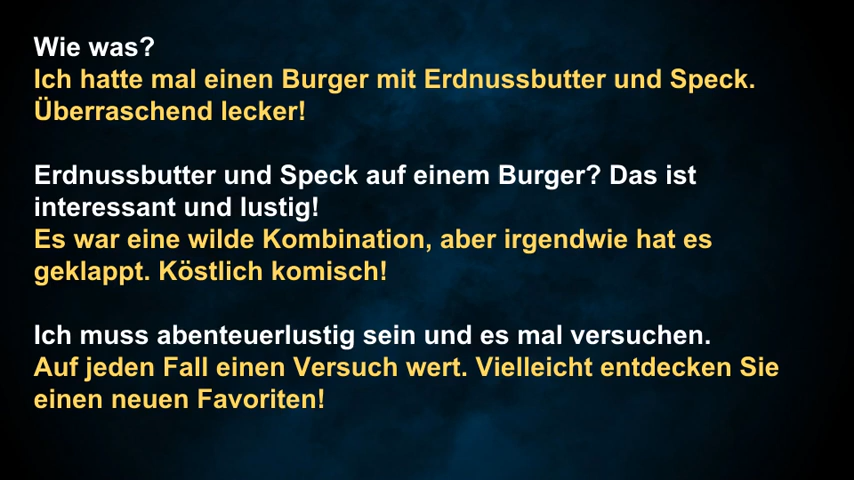 Wie was?
Ich hatte mal einen Burger mit Erdnussbutter und Speck.
Überraschend lecker!
Erdnussbutter und Speck auf einem Burger? Das ist
interessant und lustig!
Es war eine wilde Kombination, aber irgendwie hat es
geklappt. Köstlich komisch!
Ich muss abenteuerlustig sein und es mal versuchen.
Auf jeden Fall einen Versuch wert. Vielleicht entdecken Sie
einen neuen Favoriten!